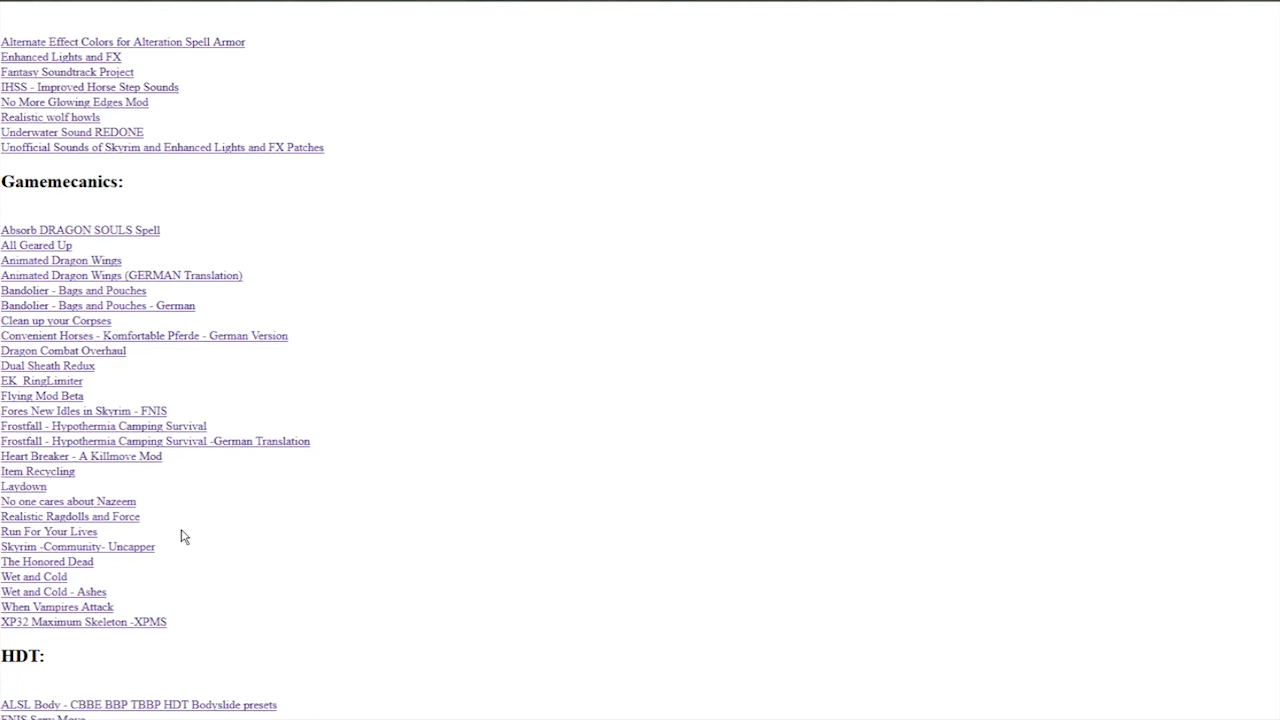 Alternate Effect Colors for Alteration Spell Armor
Enhanced Lights and FX
Fantasy Soundtrack Project
IHSS - Improved Horse Step Sounds
No More Glowing Edges Mod
Realistic wolf howls
Underwater Sound REDONE
Unofficial Sounds of Skyrim and Enhanced Lights and FX Patches
Gamemecanics:
Absorb DRAGON SOULS Spell
All Geared Up
Animated Dragon Wings
Animated Dragon Wings (GERMAN Translation)
Bandolier - Bags and Pouches
Bandolier - Bags and Pouches - German
Clean up your Corpses
Convenient Horses - Komfortable Pferde - German Version
Dragon Combat Overhaul
Dual Sheath Redux
EK_RingLimiter
Flying Mod Beta
Fores New Idles in Skyrim - FNIS
Frostfall - Hypothermia Camping Survival
Frostfall - Hypothermia Camping Survival -German Translation
Heart Breaker - A Killmove Mod
Item Recycling
Laydown
No one cares about Nazeem
Realistic Ragdolls and Force
Run For Your Lives
Skyrim -Community- Uncapper
The Honored Dead
Wet and Cold
Wet and Cold - Ashes
When Vampires Attack
XP32 Maximum Skeleton -XPMS
HDT:
ALSL Body - CBBE BBP TBBP HDT Bodyslide presets
FNIS Sexy Move